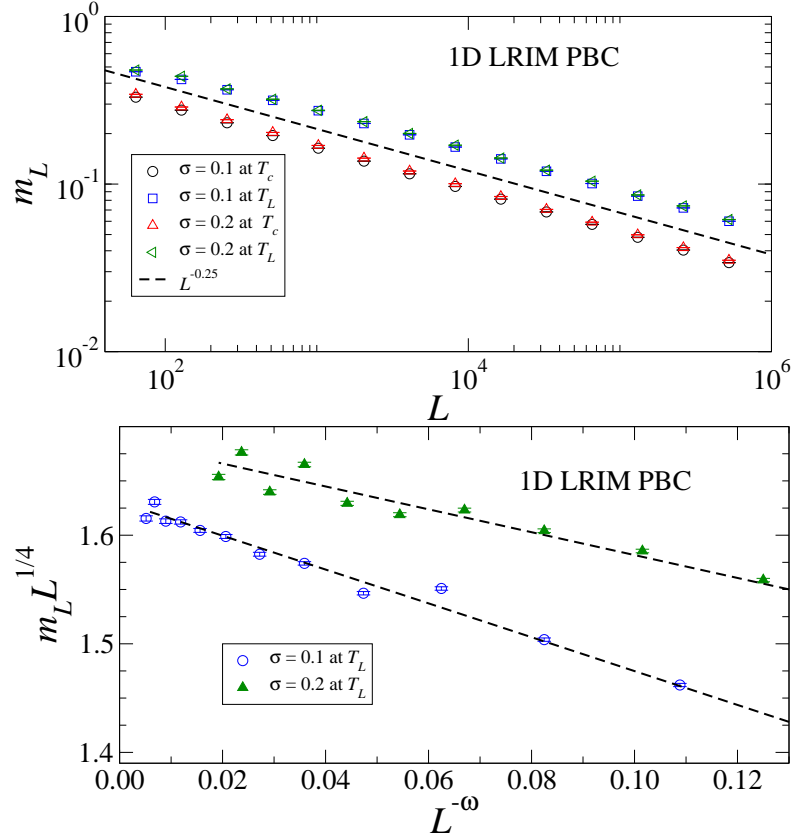 10^0
1D LRIM PBC
m_L
10^-1
σ = 0.1 at T_c
σ = 0.1 at T_L
σ = 0.2 at T_c
σ = 0.2 at T_L
L^-0.25
10^-2
10^2
10^4
10^6
L
1D LRIM PBC
1.6
m_L L^1/4
1.5
σ = 0.1 at T_L
σ = 0.2 at T_L
1.4
0.00 0.02 0.04 0.06 0.08 0.10 0.12
L^-ω